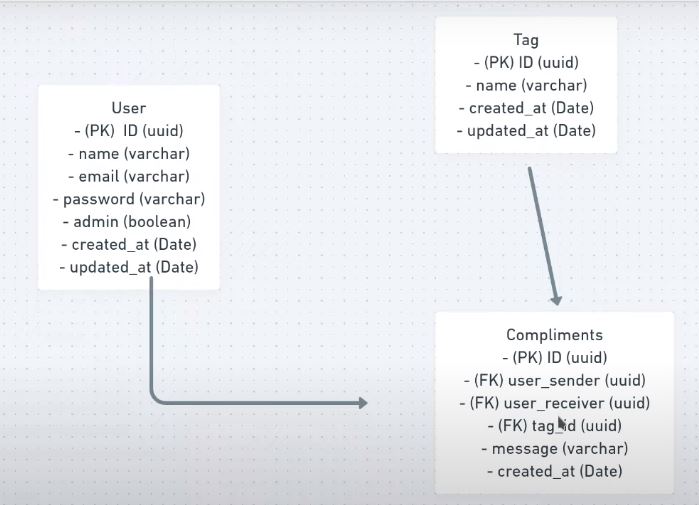 User
- (PK) ID (uuid)
- name (varchar)
- email (varchar)
- password (varchar)
- admin (boolean)
- created_at (Date)
- updated_at (Date)
Tag
- (PK) ID (uuid)
- name (varchar)
- created_at (Date)
- updated_at (Date)
Compliments
- (PK) ID (uuid)
- (FK) user_sender (uuid)
- (FK) user_receiver (uuid)
- (FK) tag_id (uuid)
- message (varchar)
- created_at (Date)